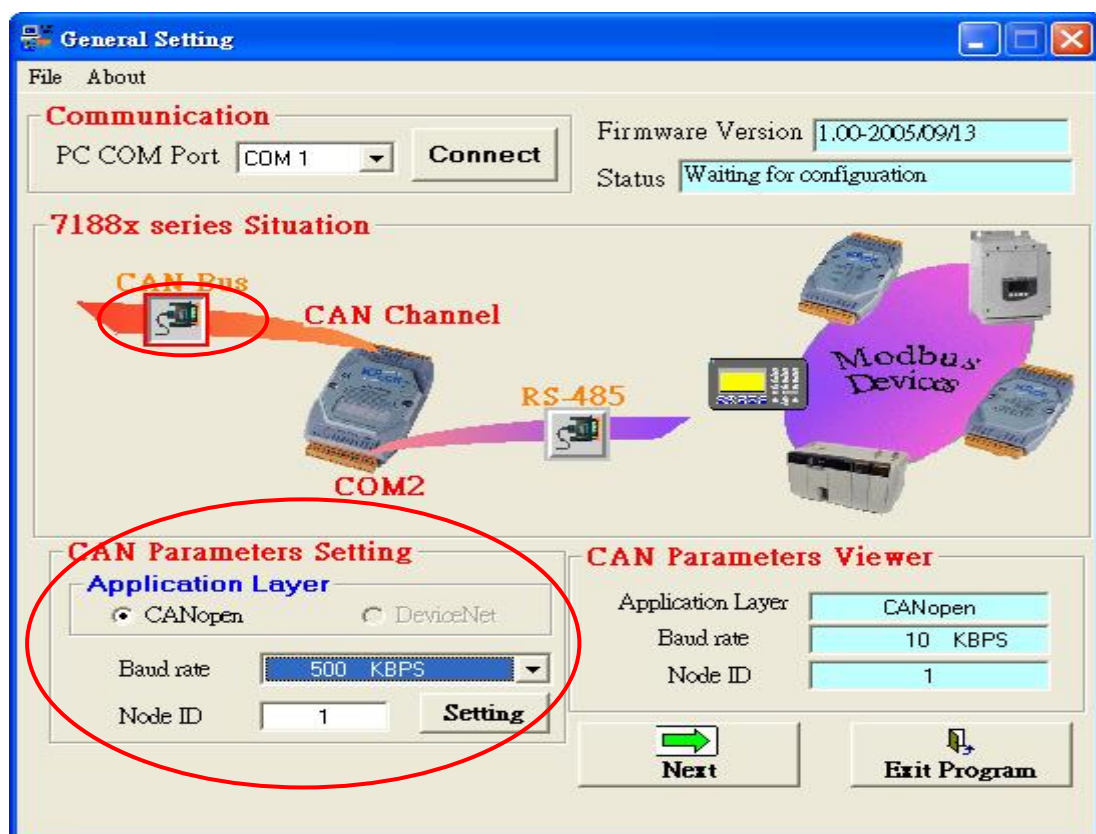 General Setting
File About
Communication
PC COM Port COM 1 Connect
Firmware Version 1.00-2005/09/13
Status Waiting for configuration
7188x series Situation
CAN Bus
CAN Channel
Modbus
Devices
RS-485
COM2
CAN Parameters Setting
Application Layer
CANopen DeviceNet
Baud rate 500 KBPS
Node ID 1 Setting
CAN Parameters Viewer
Application Layer CANopen
Baud rate 10 KBPS
Node ID 1
Next Exit Program